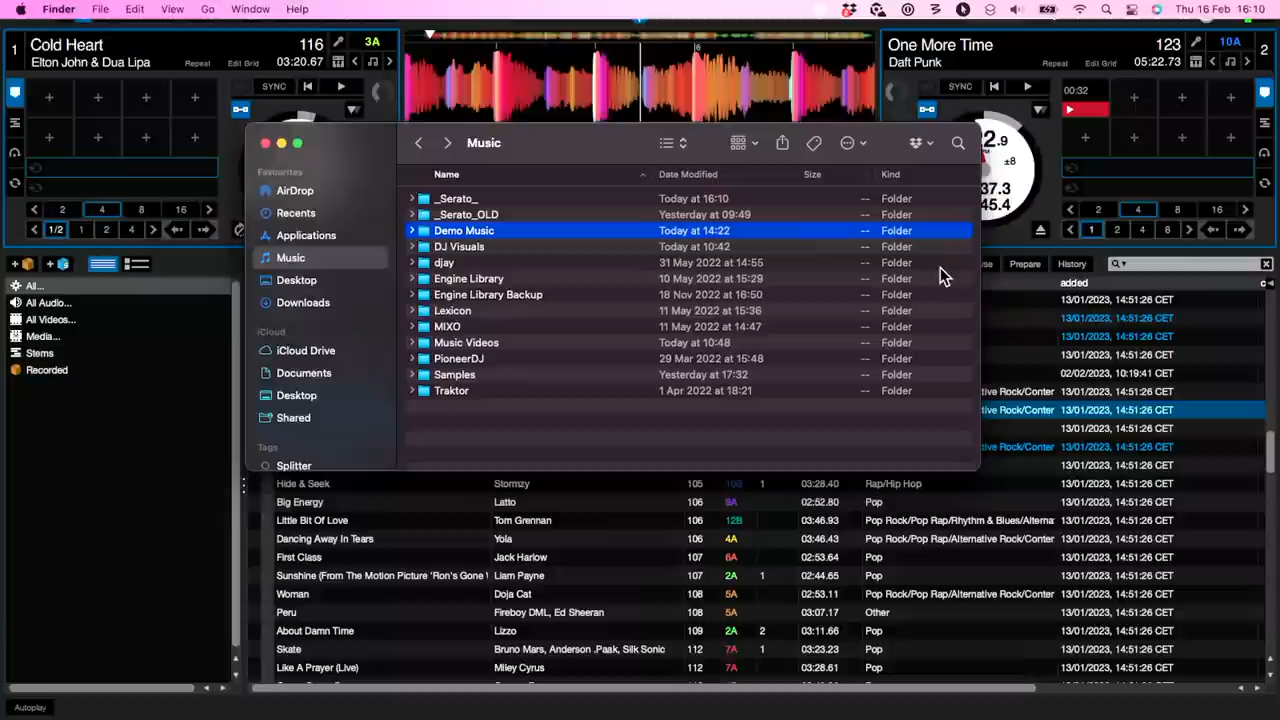 Finder File Edit View Go Window Help Thu 16 Feb 16:10
1 Cold Heart 116 3A
Elton John & Dua Lipa Repeat Edit Grid 03:20.67
One More Time 123 10A 2
Daft Punk Repeat Edit Grid 05:22.73
6
SYNC
SYNC
00:32
±8
37.3
45.4
2 4 8 16
1/2 1 2 4
2 4 8 16
1 2 4 8
Music
Name Date Modified Size Kind
Favourites
AirDrop
Recents
Applications
Music
Desktop
Downloads
iCloud
iCloud Drive
Documents
Desktop
Shared
Tags
Splitter
_Serato_ Today at 16:10 -- Folder
_Serato_OLD Yesterday at 09:49 -- Folder
Demo Music Today at 14:22 -- Folder
DJ Visuals Today at 10:42 -- Folder
djay 31 May 2022 at 14:55 -- Folder
Engine Library 10 May 2022 at 15:29 -- Folder
Engine Library Backup 18 Nov 2022 at 16:50 -- Folder
Lexicon 11 May 2022 at 15:36 -- Folder
MIXO 11 May 2022 at 14:47 -- Folder
Music Videos Today at 10:48 -- Folder
PioneerDJ 29 Mar 2022 at 15:48 -- Folder
Samples Yesterday at 17:32 -- Folder
Traktor 1 Apr 2022 at 18:21 -- Folder
All...
All Audio...
All Videos...
Media...
Stems
Recorded
Prepare History
added
13/01/2023, 14:51:26 CET
13/01/2023, 14:51:26 CET
13/01/2023, 14:51:26 CET
13/01/2023, 14:51:26 CET
02/02/2023, 10:19:41 CET
tive Rock/Conter 13/01/2023, 14:51:26 CET
tive Rock/Conter 13/01/2023, 14:51:26 CET
13/01/2023, 14:51:26 CET
tive Rock/Conter 13/01/2023, 14:51:26 CET
13/01/2023, 14:51:26 CET
Hide & Seek Stormzy 105 10B 1 03:28.40 Rap/Hip Hop 13/01/2023, 14:51:26 CET
Big Energy Latto 106 9A 02:52.80 Pop 13/01/2023, 14:51:26 CET
Little Bit Of Love Tom Grennan 106 12B 03:46.93 Pop Rock/Pop Rap/Rhythm & Blues/Alterna 13/01/2023, 14:51:26 CET
Dancing Away In Tears Yola 106 4A 03:46.43 Pop Rock/Pop Rap/Alternative Rock/Conter 13/01/2023, 14:51:26 CET
First Class Jack Harlow 107 6A 02:53.64 Pop 13/01/2023, 14:51:26 CET
Sunshine (From The Motion Picture 'Ron's Gone Liam Payne 107 2A 1 02:44.65 Pop 13/01/2023, 14:51:26 CET
Woman Doja Cat 108 5A 02:53.11 Pop Rock/Pop Rap/Alternative Rock/Conter 13/01/2023, 14:51:26 CET
Peru Fireboy DML, Ed Sheeran 108 5A 03:07.17 Other 13/01/2023, 14:51:26 CET
About Damn Time Lizzo 109 2A 2 03:11.66 Pop 13/01/2023, 14:51:26 CET
Skate Bruno Mars, Anderson .Paak, Silk Sonic 112 7A 1 03:23.23 Pop 13/01/2023, 14:51:26 CET
Like A Prayer (Live) Miley Cyrus 112 7A 03:28.61 Pop 13/01/2023, 14:51:26 CET
Autoplay